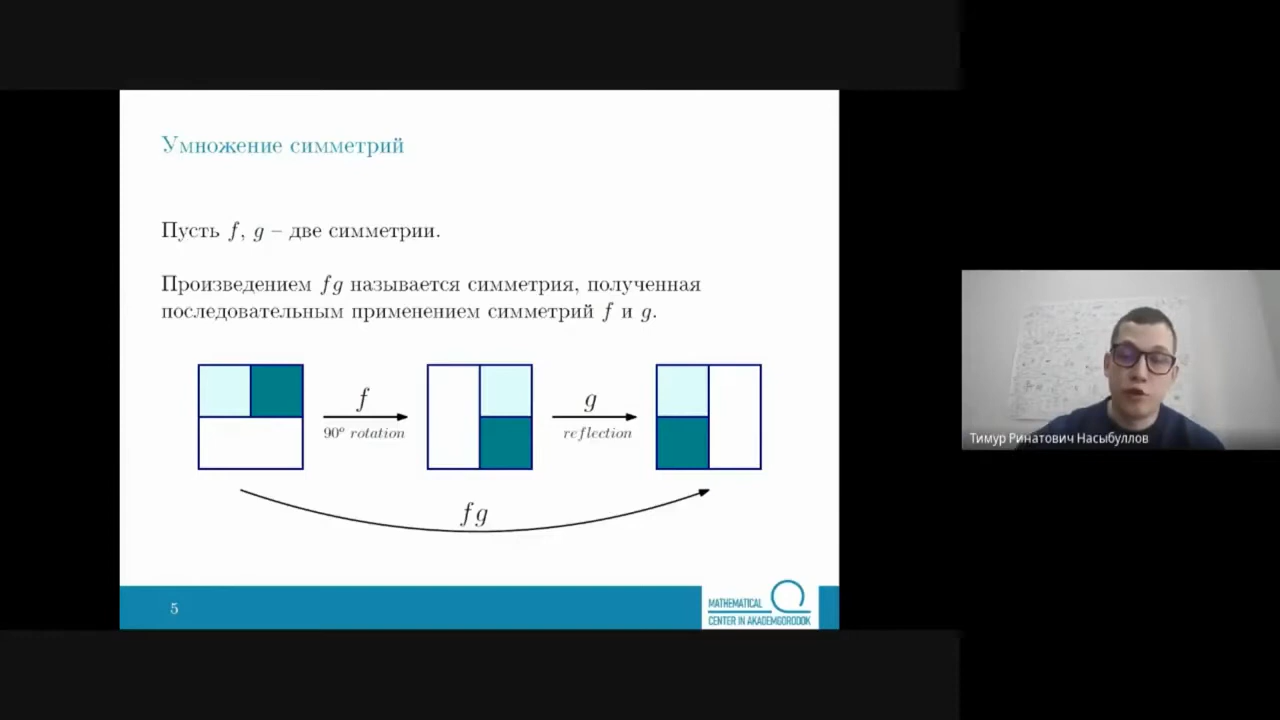 Умножение симметрий
Пусть f, g – две симметрии.
Произведением fg называется симметрия, полученная
последовательным применением симметрий f и g.
f
90° rotation
g
reflection
fg
5
MATHEMATICAL
CENTER IN AKADEMGORODOK
Тимур Ринатович Насыбуллов